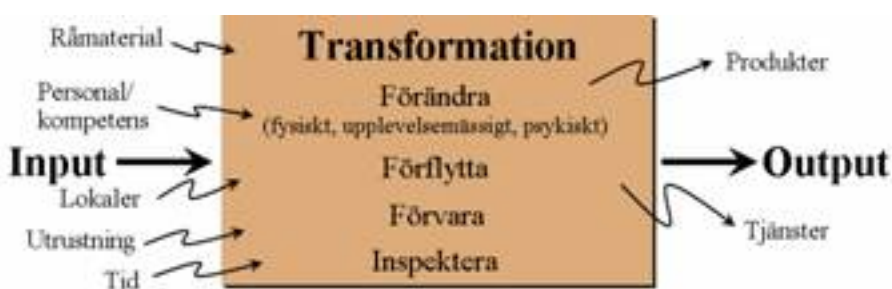 Råmaterial
Personal/
kompetens
Input
Lokaler
Utrustning
Tid
Transformation
Förändra
(fysiskt, upplevelsemässigt, psykiskt)
Förflytta
Förvara
Inspektera
Produkter
Output
Tjänster